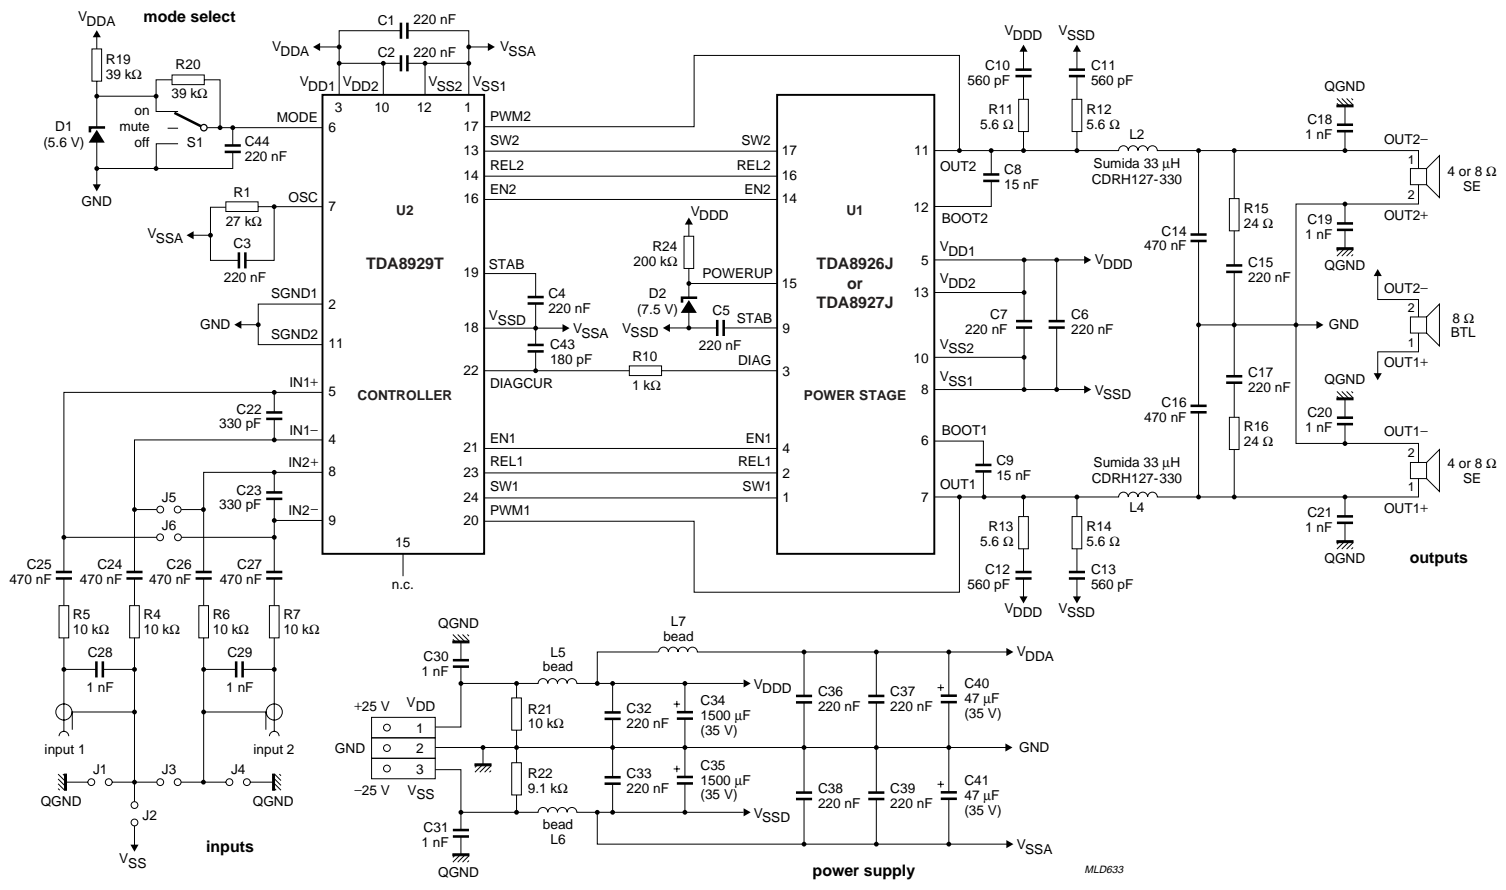 mode select
VDDA
R19
39 kΩ
R20
39 kΩ
on
mute
off
S1
D1
(5.6 V)
C44
220 nF
GND
MODE
6
C1
220 nF
C2
220 nF
VDDA
VSSA
VDD1
VDD2
VSS2
VSS1
3
10
12
1
R1
27 kΩ
OSC
7
VSSA
C3
220 nF
SGND1
2
GND
SGND2
11
IN1+
5
C22
330 pF
IN1−
4
IN2+
8
C23
330 pF
IN2−
9
J5
J6
U2
TDA8929T
CONTROLLER
15
n.c.
17
PWM2
13
SW2
14
REL2
16
EN2
19
STAB
C4
220 nF
18
VSSD
VSSA
C43
180 pF
22
DIAGCUR
R10
1 kΩ
21
EN1
23
REL1
24
SW1
20
PWM1
VDDD
R24
200 kΩ
POWERUP
15
D2
(7.5 V)
VSSD
C5
220 nF
STAB
9
DIAG
3
SW2
17
REL2
16
EN2
14
EN1
4
REL1
2
SW1
1
U1
TDA8926J
or
TDA8927J
POWER STAGE
11
OUT2
C8
15 nF
12
BOOT2
5
VDD1
VDDD
13
VDD2
C7
220 nF
C6
220 nF
10
VSS2
8
VSS1
VSSD
6
BOOT1
C9
15 nF
7
OUT1
VDDD
C10
560 pF
R11
5.6 Ω
VSSD
C11
560 pF
R12
5.6 Ω
L2
Sumida 33 μH
CDRH127-330
R13
5.6 Ω
C12
560 pF
VDDD
R14
5.6 Ω
C13
560 pF
VSSD
Sumida 33 μH
CDRH127-330
L4
C14
470 nF
R15
24 Ω
C15
220 nF
C16
470 nF
C17
220 nF
R16
24 Ω
GND
QGND
C18
1 nF
C19
1 nF
QGND
QGND
C20
1 nF
C21
1 nF
QGND
OUT2−
1
2
OUT2+
4 or 8 Ω
SE
OUT2−
2
1
OUT1+
8 Ω
BTL
OUT1−
2
1
OUT1+
4 or 8 Ω
SE
outputs
C25
470 nF
C24
470 nF
C26
470 nF
C27
470 nF
R5
10 kΩ
R4
10 kΩ
R6
10 kΩ
R7
10 kΩ
C28
1 nF
C29
1 nF
input 1
input 2
J1
J3
J4
QGND
QGND
J2
VSS
inputs
QGND
C30
1 nF
L5
bead
L7
bead
VDDA
VDDD
+25 V
VDD
1
GND
2
3
−25 V
VSS
R21
10 kΩ
R22
9.1 kΩ
C32
220 nF
C33
220 nF
+
C34
1500 μF
(35 V)
+
C35
1500 μF
(35 V)
C36
220 nF
C37
220 nF
+
C40
47 μF
(35 V)
GND
C38
220 nF
C39
220 nF
+
C41
47 μF
(35 V)
C31
1 nF
QGND
bead
L6
VSSD
VSSA
power supply
MLD633